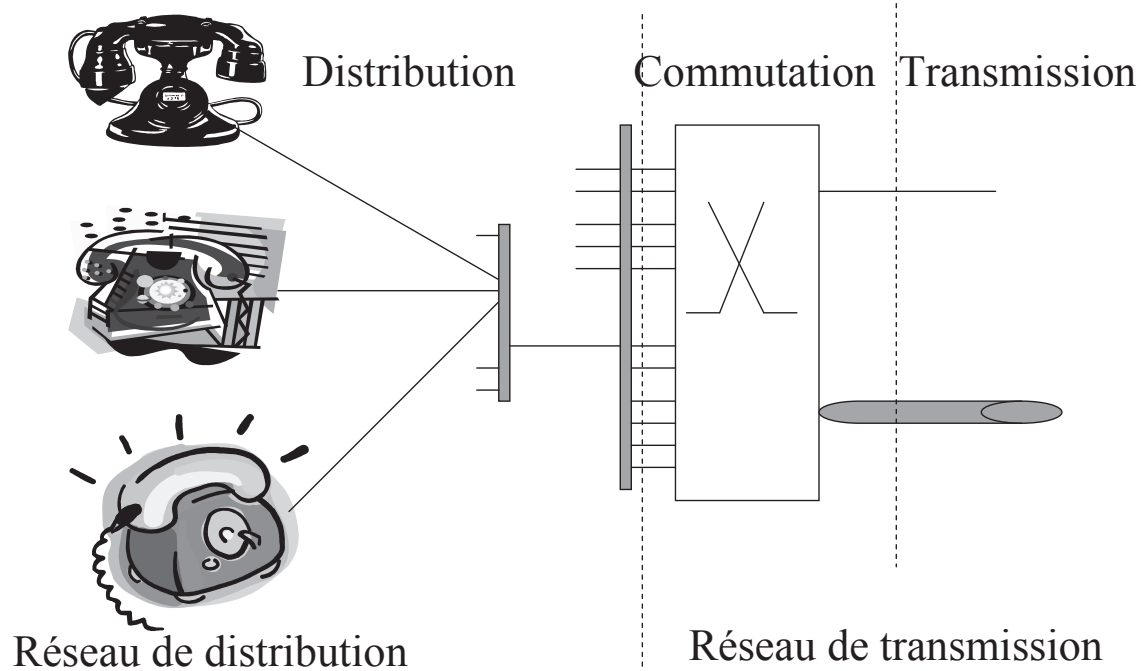 Distribution
Commutation
Transmission
Réseau de distribution
Réseau de transmission